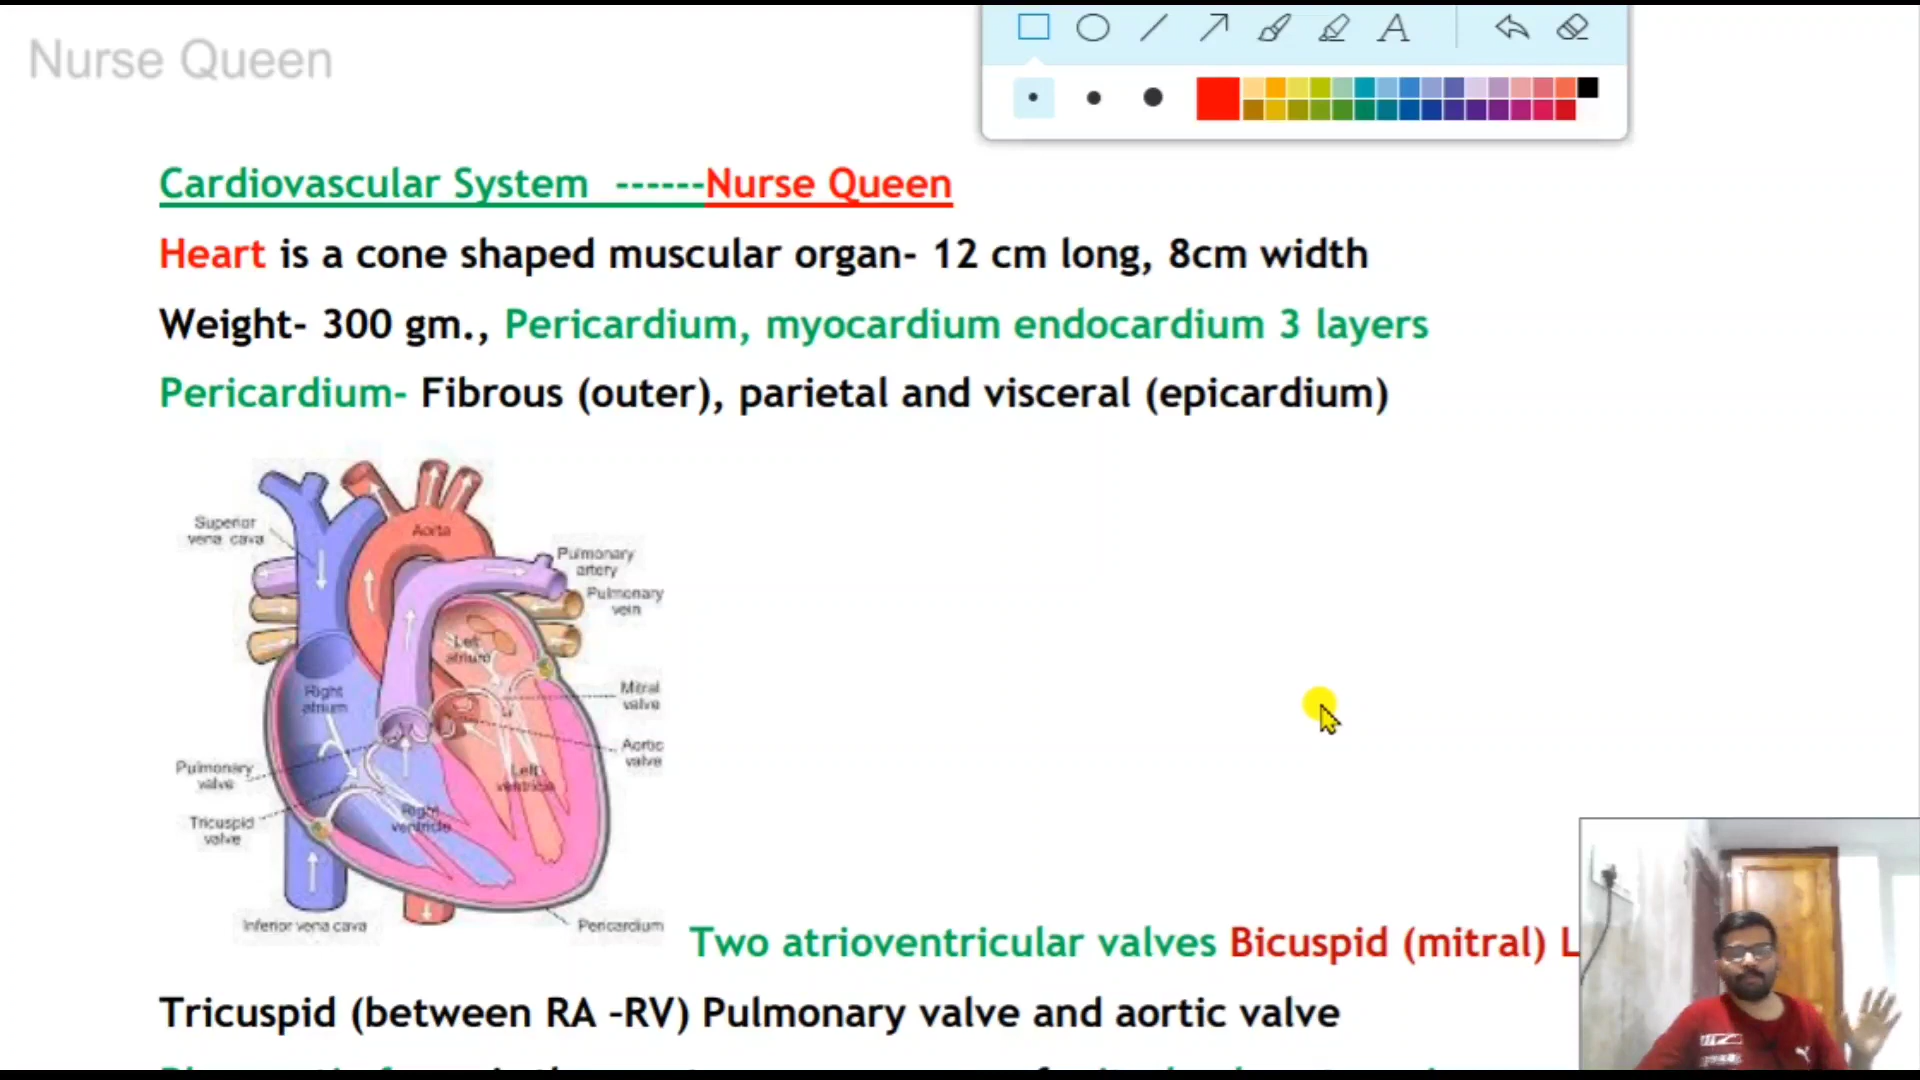 Nurse Queen
A
Cardiovascular System ------Nurse Queen
Heart is a cone shaped muscular organ- 12 cm long, 8cm width
Weight- 300 gm., Pericardium, myocardium endocardium 3 layers
Pericardium- Fibrous (outer), parietal and visceral (epicardium)
Superior
vena cava
Aorta
Pulmonary
artery
Pulmonary
vein
Left
atrium
Right
atrium
Mitral
valve
Aortic
valve
Pulmonary
valve
Left
ventricle
Tricuspid
valve
Right
ventricle
Inferior vena cava
Pericardium
Two atrioventricular valves Bicuspid (mitral) L
Tricuspid (between RA –RV) Pulmonary valve and aortic valve